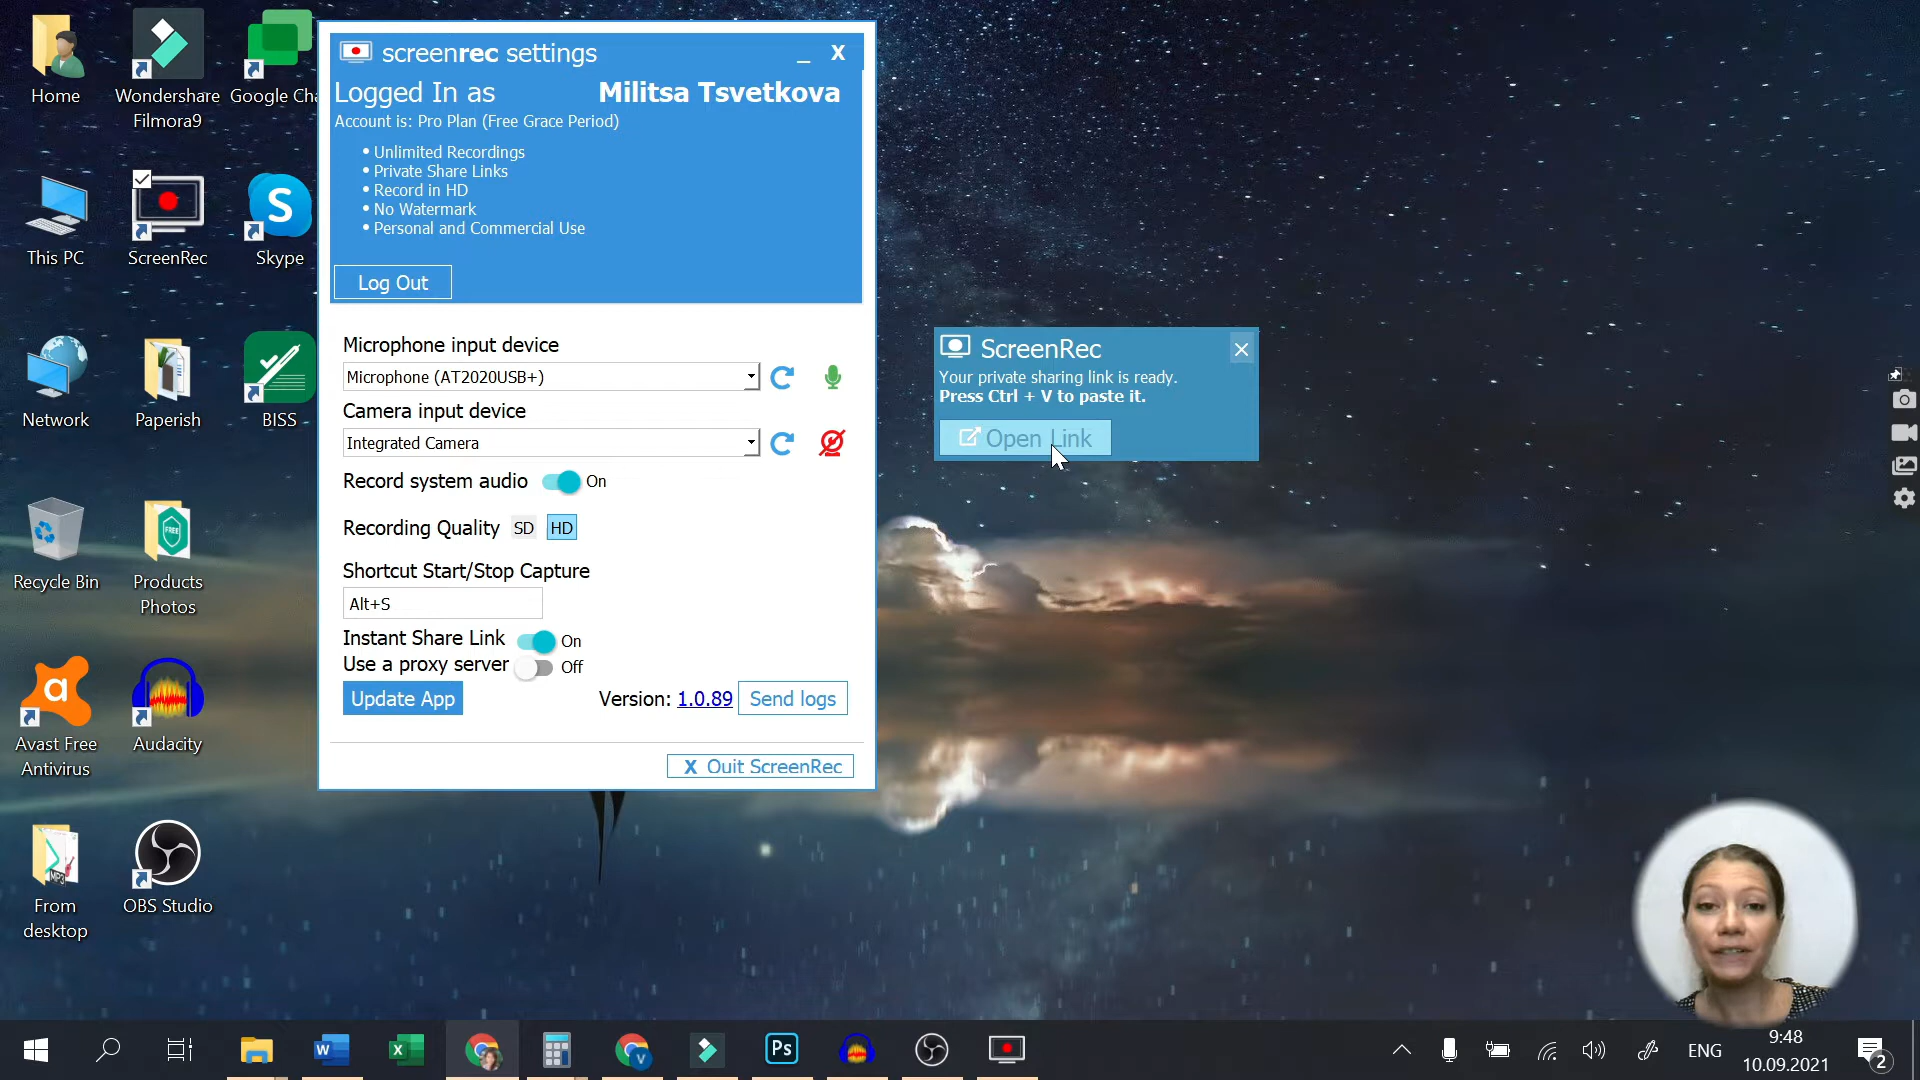 Home
Wondershare
Filmora9
Google Cha
This PC
ScreenRec
Skype
Network
Paperish
BISS
Recycle Bin
FREE
Products
Photos
Avast Free
Antivirus
Audacity
MP3
From
desktop
OBS Studio
screenrec settings
_ X
Logged In as Militsa Tsvetkova
Account is: Pro Plan (Free Grace Period)
• Unlimited Recordings
• Private Share Links
• Record in HD
• No Watermark
• Personal and Commercial Use
Log Out
Microphone input device
Microphone (AT2020USB+)
Camera input device
Integrated Camera
Record system audio On
Recording Quality SD HD
Shortcut Start/Stop Capture
Alt+S
Instant Share Link On
Use a proxy server Off
Update App Version: 1.0.89 Send logs
X Quit ScreenRec
ScreenRec
Your private sharing link is ready.
Press Ctrl + V to paste it.
Open Link
W
X
V
Ps
ENG
9:48
10.09.2021
2